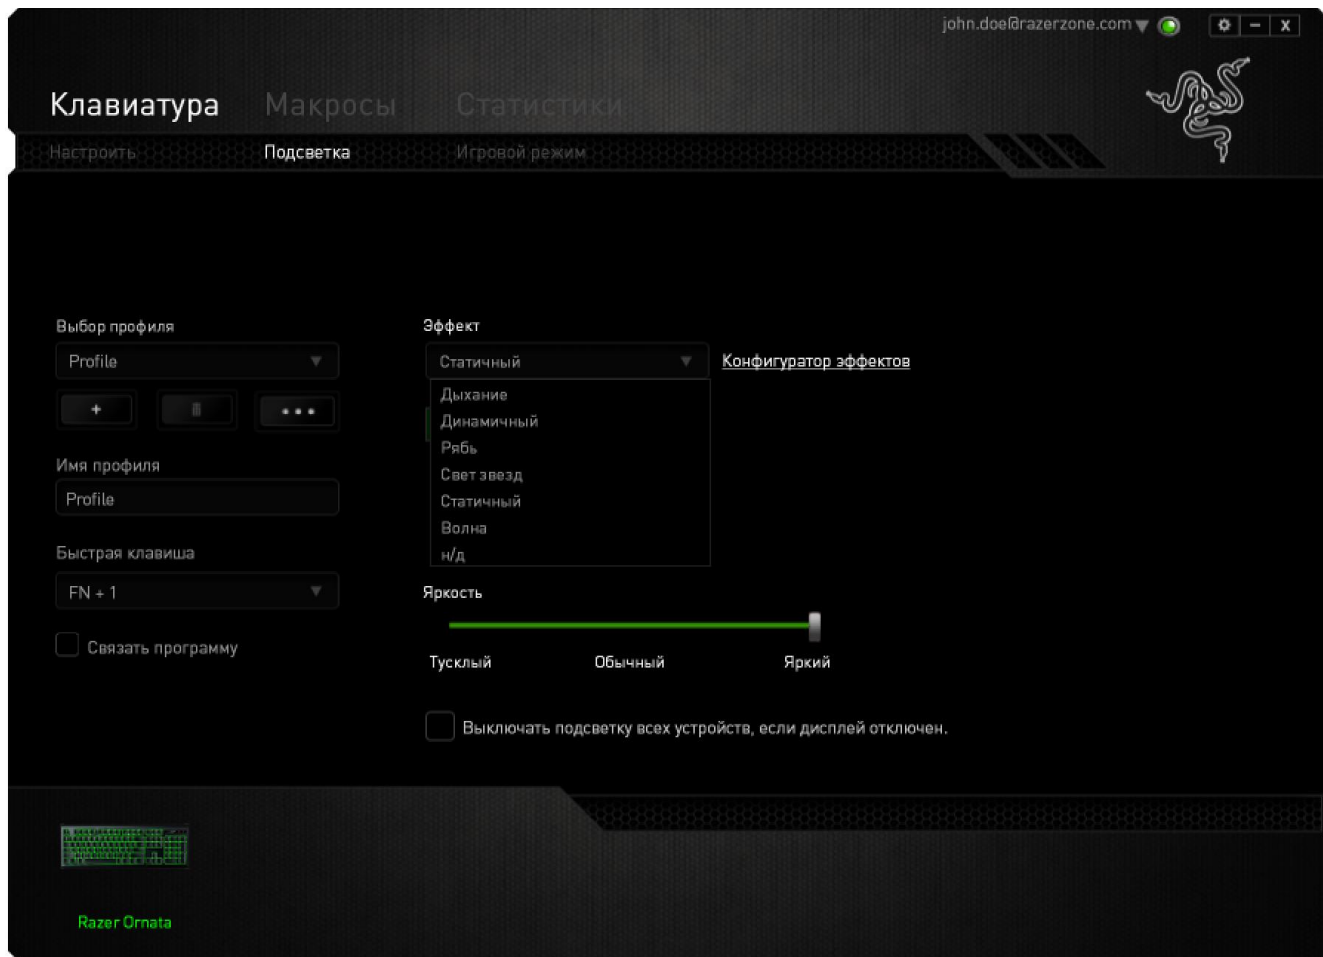 john.doe@razerzone.com
Клавиатура Макросы Статистики
Настроить Подсветка Игровой режим
Выбор профиля
Profile
Имя профиля
Profile
Быстрая клавиша
FN + 1
Связать программу
Эффект
Статичный
Конфигуратор эффектов
Дыхание
Динамичный
Рябь
Свет звезд
Статичный
Волна
н/д
Яркость
Тусклый Обычный Яркий
Выключать подсветку всех устройств, если дисплей отключен.
Razer Ornata